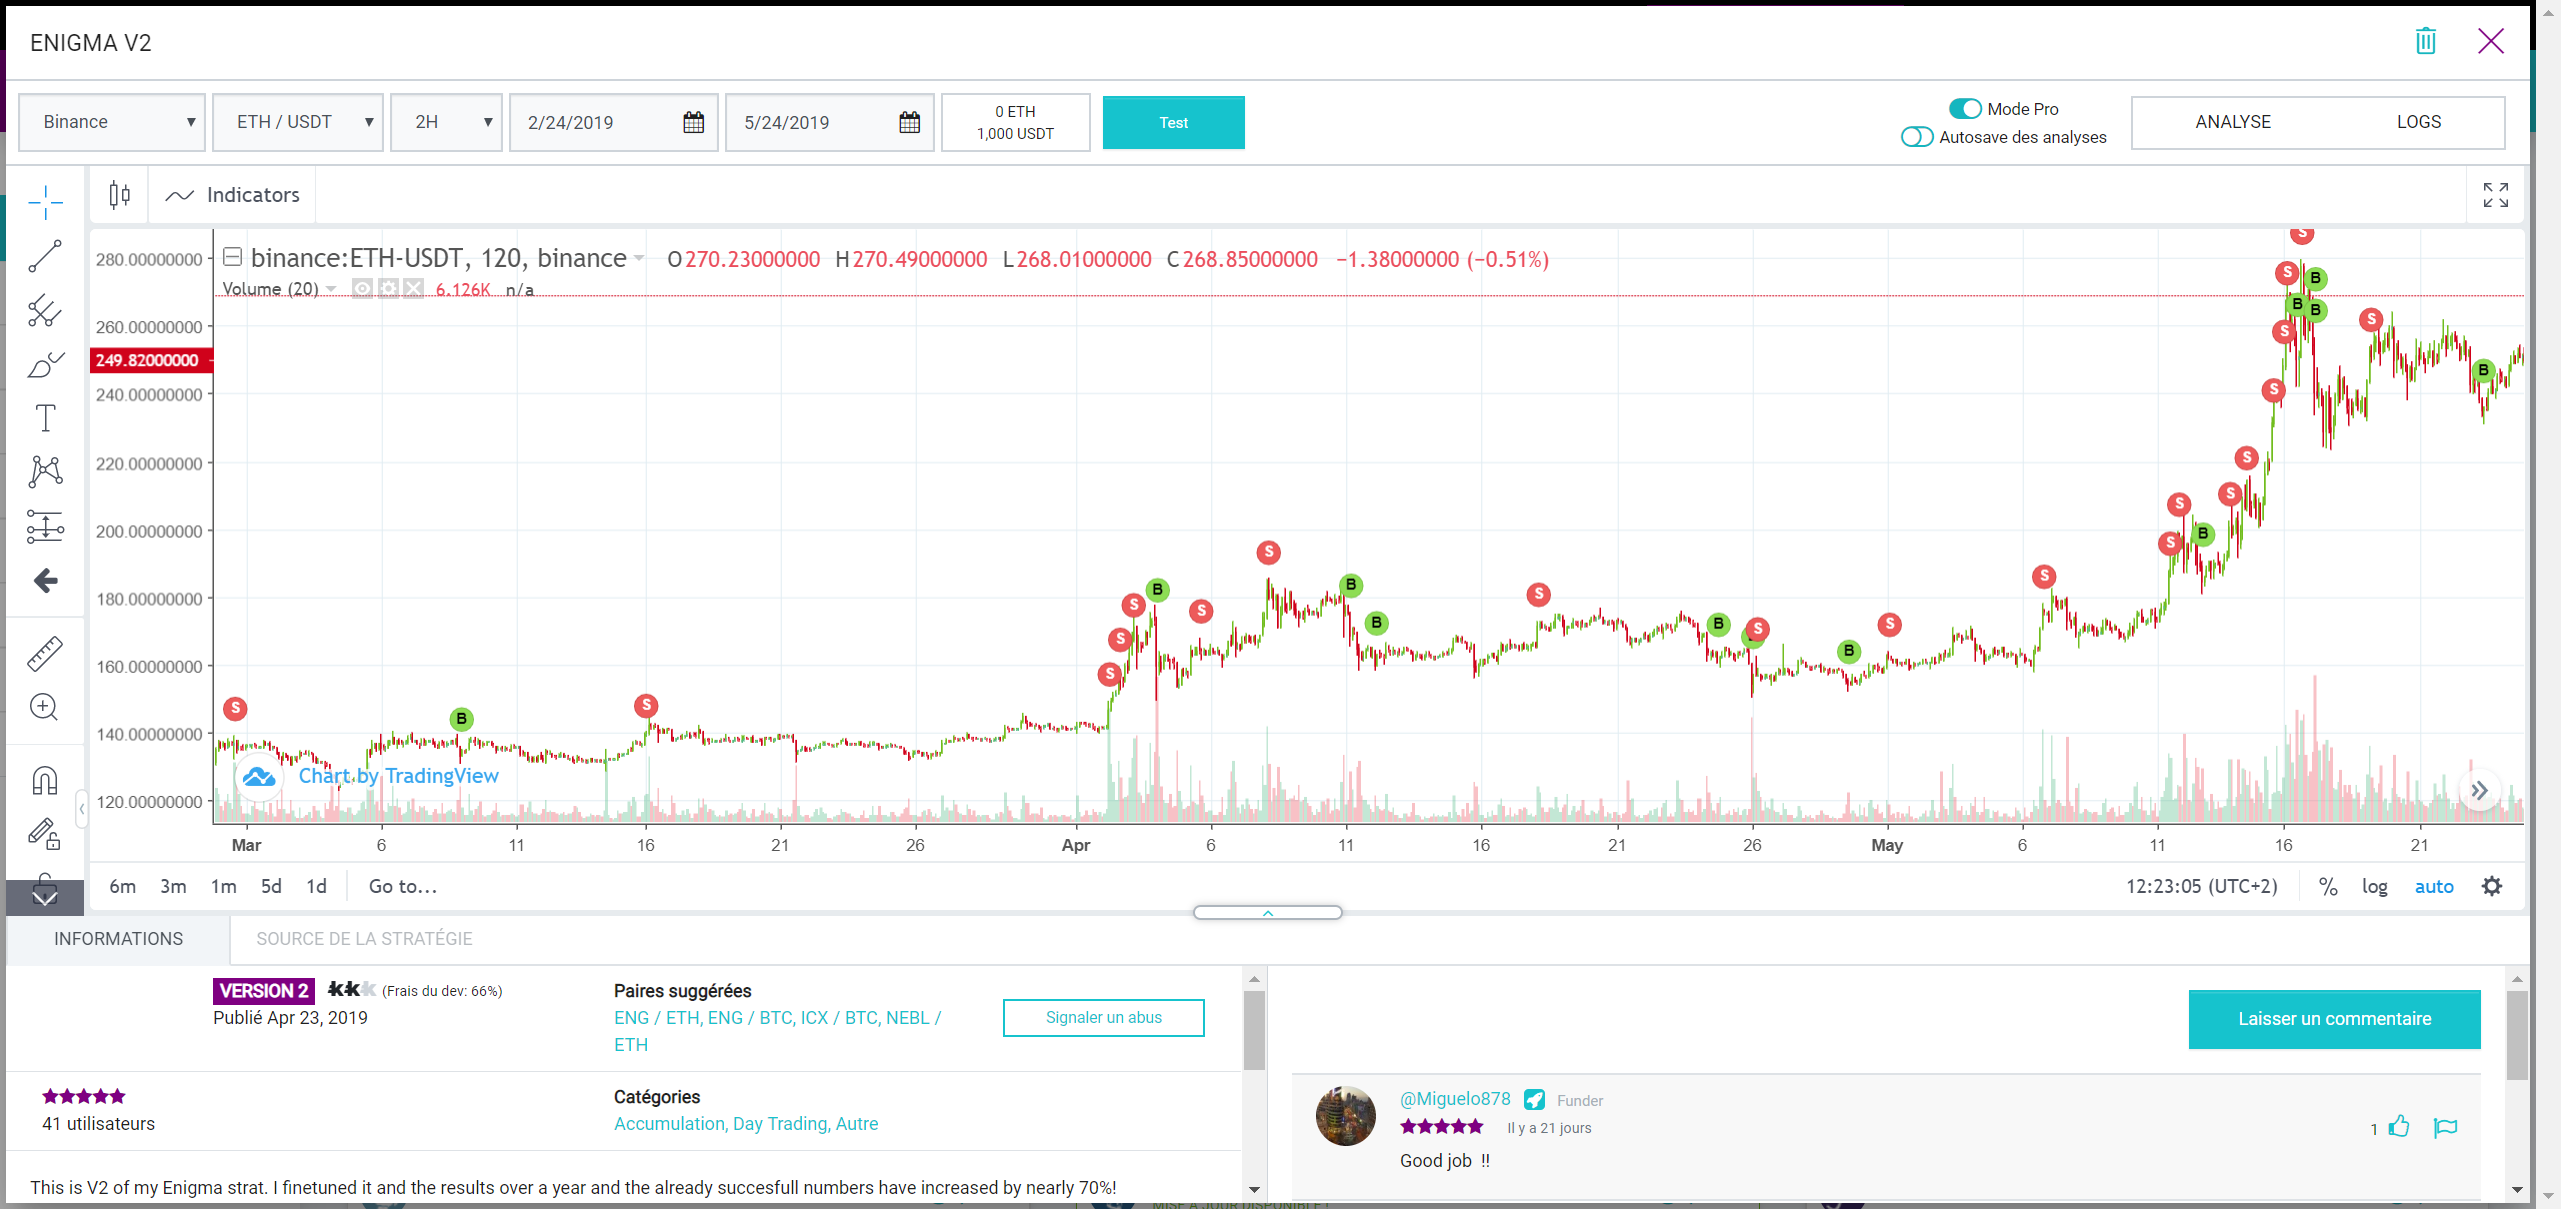 ENIGMA V2
Binance ▼ ETH / USDT ▼ 2H ▼ 2/24/2019 5/24/2019
0 ETH
1,000 USDT
Test
Mode Pro
Autosave des analyses
ANALYSE LOGS
Indicators
binance:ETH-USDT, 120, binance O270.23000000 H270.49000000 L268.01000000 C268.85000000 −1.38000000 (−0.51%)
Volume (20) 6.126K n/a
280.00000000
260.00000000
249.82000000
240.00000000
220.00000000
200.00000000
180.00000000
160.00000000
140.00000000
120.00000000
S
S B
S B S
B
B
S
S
S
S
S
S B
S
S
S B
S
S
B
B
S
S
B
S
S
B S
B
S
S
S
B
S
Chart by TradingView
Mar 6 11 16 21 26 Apr 6 11 16 21 26 May 6 11 16 21
6m 3m 1m 5d 1d Go to...
12:23:05 (UTC+2) % log auto
INFORMATIONS SOURCE DE LA STRATÉGIE
VERSION 2 (Frais du dev: 66%)
Publié Apr 23, 2019
Paires suggérées
ENG / ETH, ENG / BTC, ICX / BTC, NEBL /
ETH
Signaler un abus
41 utilisateurs
Catégories
Accumulation, Day Trading, Autre
This is V2 of my Enigma strat. I finetuned it and the results over a year and the already succesfull numbers have increased by nearly 70%!
Laisser un commentaire
@Miguelo878 Funder
Il y a 21 jours
1
Good job !!